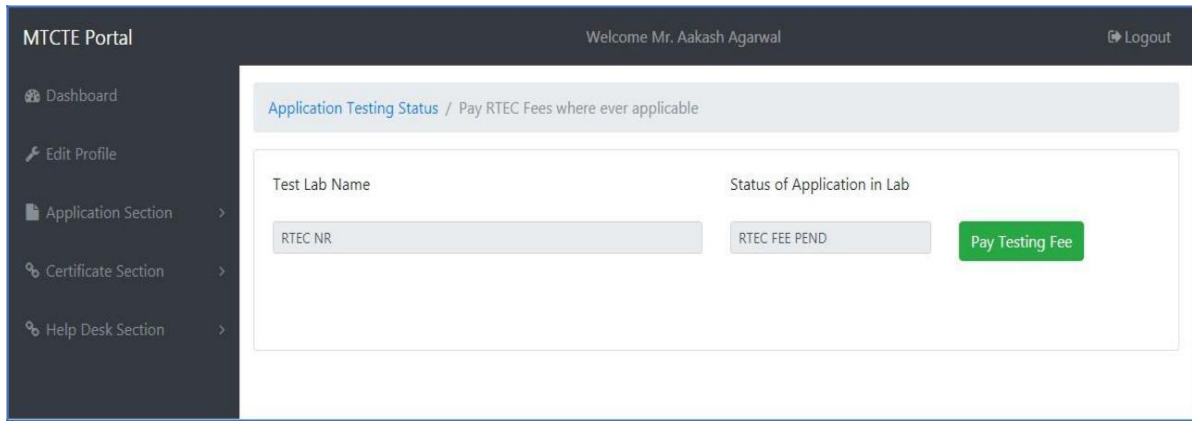 MTCTE Portal
Welcome Mr. Aakash Agarwal
Logout
Dashboard
Edit Profile
Application Section
Certificate Section
Help Desk Section
Application Testing Status / Pay RTEC Fees where ever applicable
Test Lab Name
Status of Application in Lab
RTEC NR
RTEC FEE PEND
Pay Testing Fee